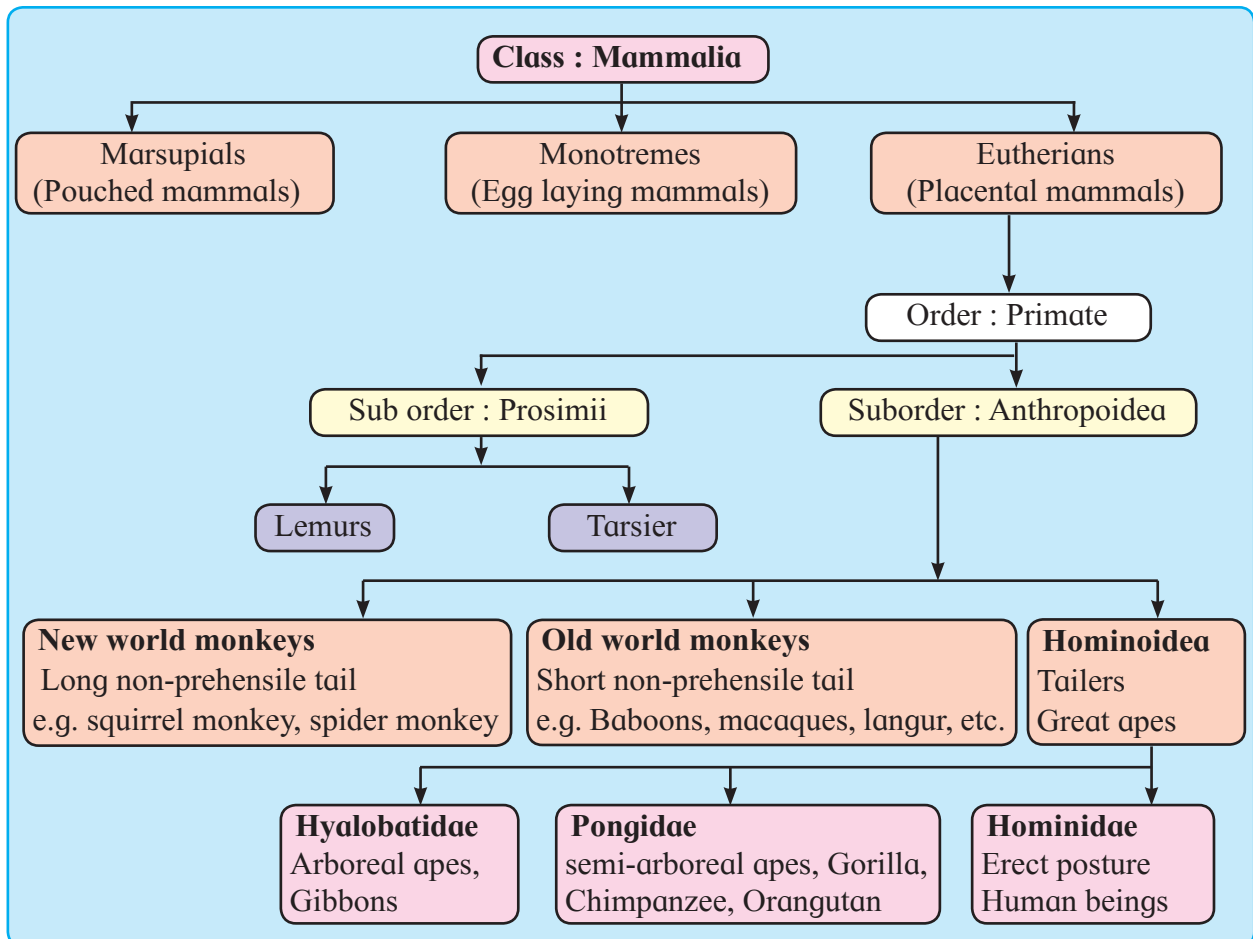 Class : Mammalia
Marsupials
(Pouched mammals)
Monotremes
(Egg laying mammals)
Eutherians
(Placental mammals)
Order : Primate
Sub order : Prosimii
Suborder : Anthropoidea
Lemurs
Tarsier
New world monkeys
Long non-prehensile tail
e.g. squirrel monkey, spider monkey
Old world monkeys
Short non-prehensile tail
e.g. Baboons, macaques, langur, etc.
Hominoidea
Tailers
Great apes
Hyalobatidae
Arboreal apes,
Gibbons
Pongidae
semi-arboreal apes, Gorilla,
Chimpanzee, Orangutan
Hominidae
Erect posture
Human beings